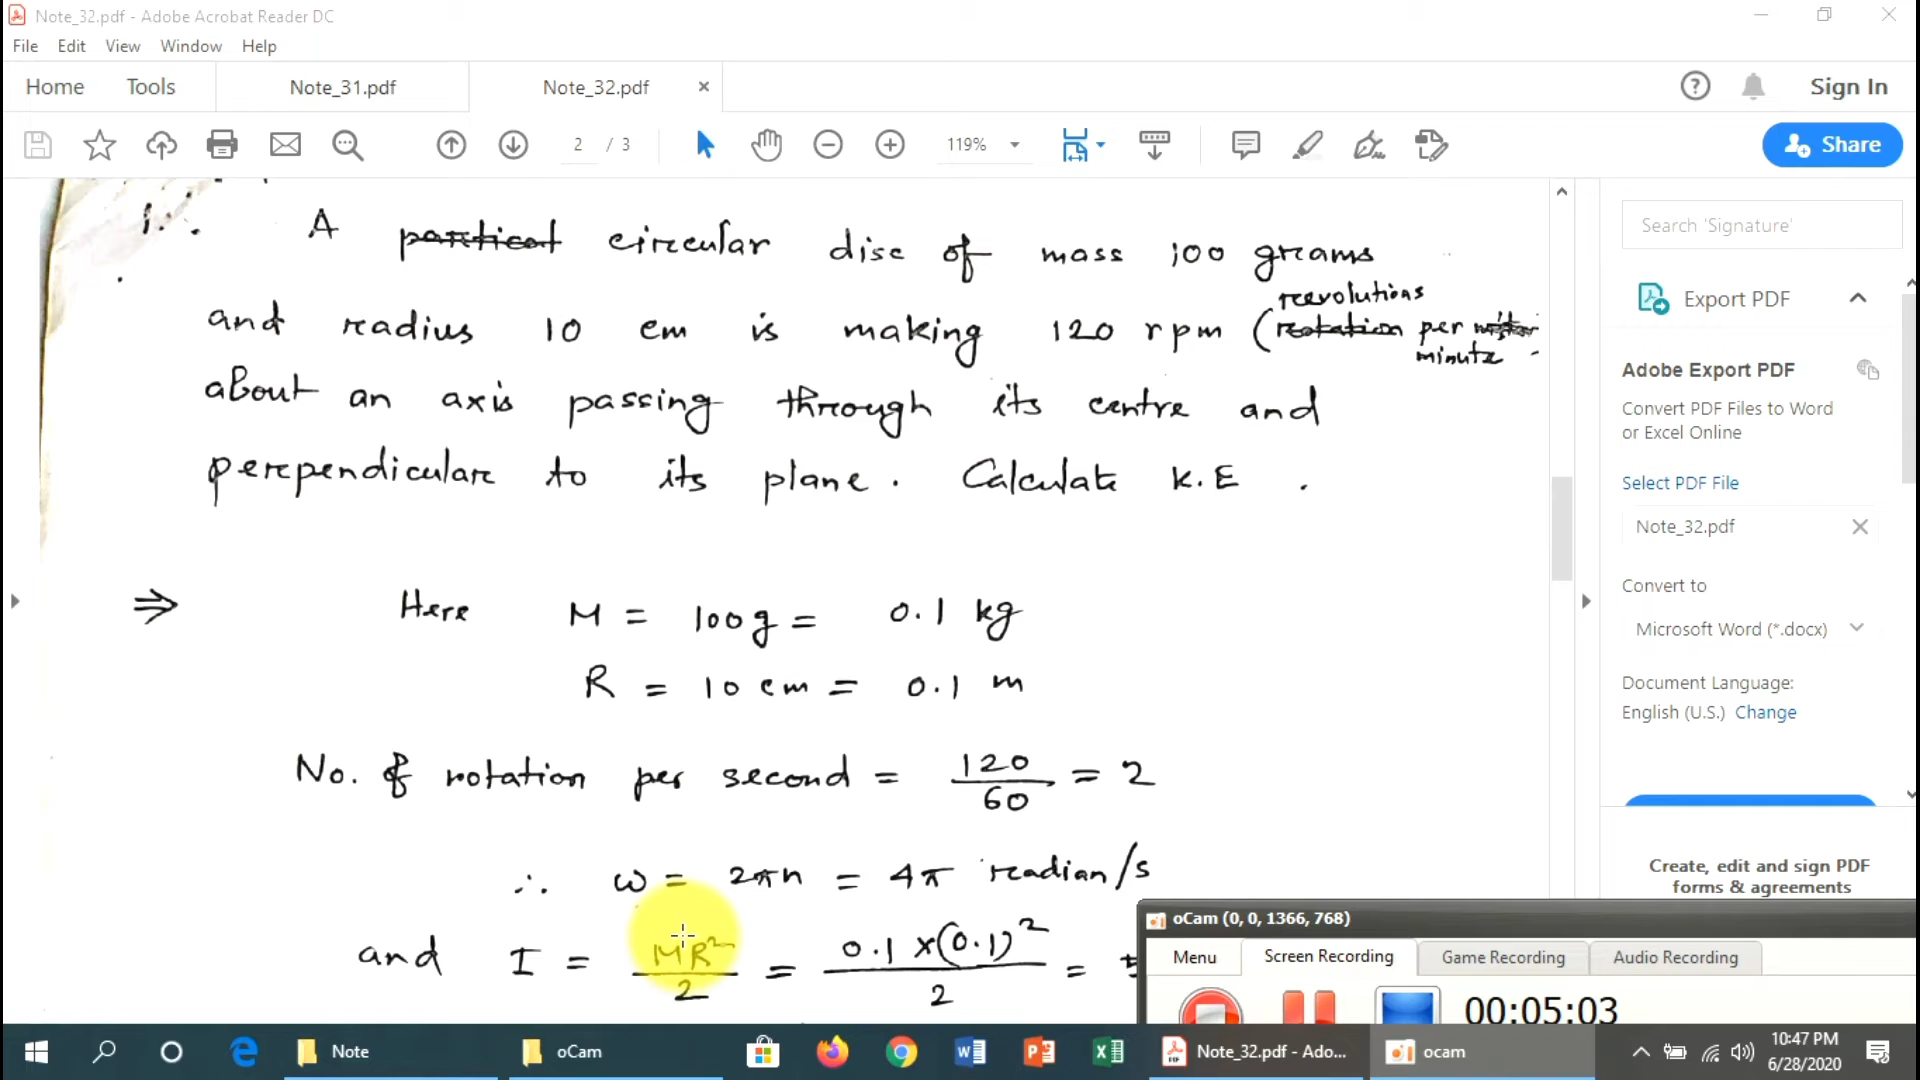 Note_32.pdf - Adobe Acrobat Reader DC
File Edit View Window Help
Home Tools Note_31.pdf Note_32.pdf × Sign In
2 / 3 119% Share
1.
A circular disc of mass 100 grams
revolutions
and radius 10 cm is making 120 rpm (rotation per
minute
about an axis passing through its centre and
perpendicular to its plane. Calculate K.E .
⇒ Here M = 100g = 0.1 kg
R = 10 cm = 0.1 m
No. of rotation per second = 120/60 = 2
∴ ω = 2πn = 4π radian/s
and I = MR²/2 = 0.1 × (0.1)²/2 =
Search 'Signature'
Export PDF
Adobe Export PDF
Convert PDF Files to Word
or Excel Online
Select PDF File
Note_32.pdf
Convert to
Microsoft Word (*.docx)
Document Language:
English (U.S.) Change
Create, edit and sign PDF
forms & agreements
oCam (0, 0, 1366, 768)
Menu Screen Recording Game Recording Audio Recording
00:05:03
Note oCam Note_32.pdf - Ado... ocam
10:47 PM
6/28/2020